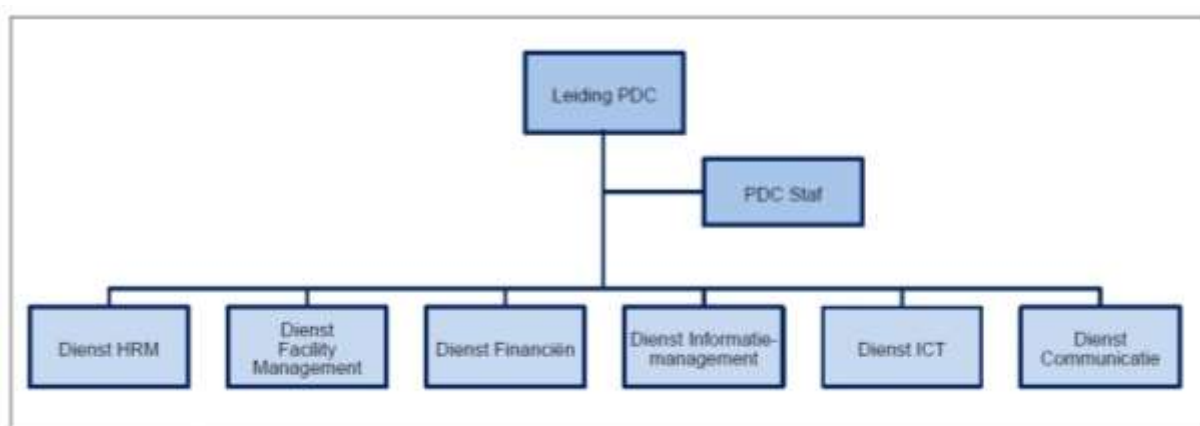 Leiding PDC
PDC Staf
Dienst HRM
Dienst
Facility
Management
Dienst Financiën
Dienst Informatie-
management
Dienst ICT
Dienst
Communicatie